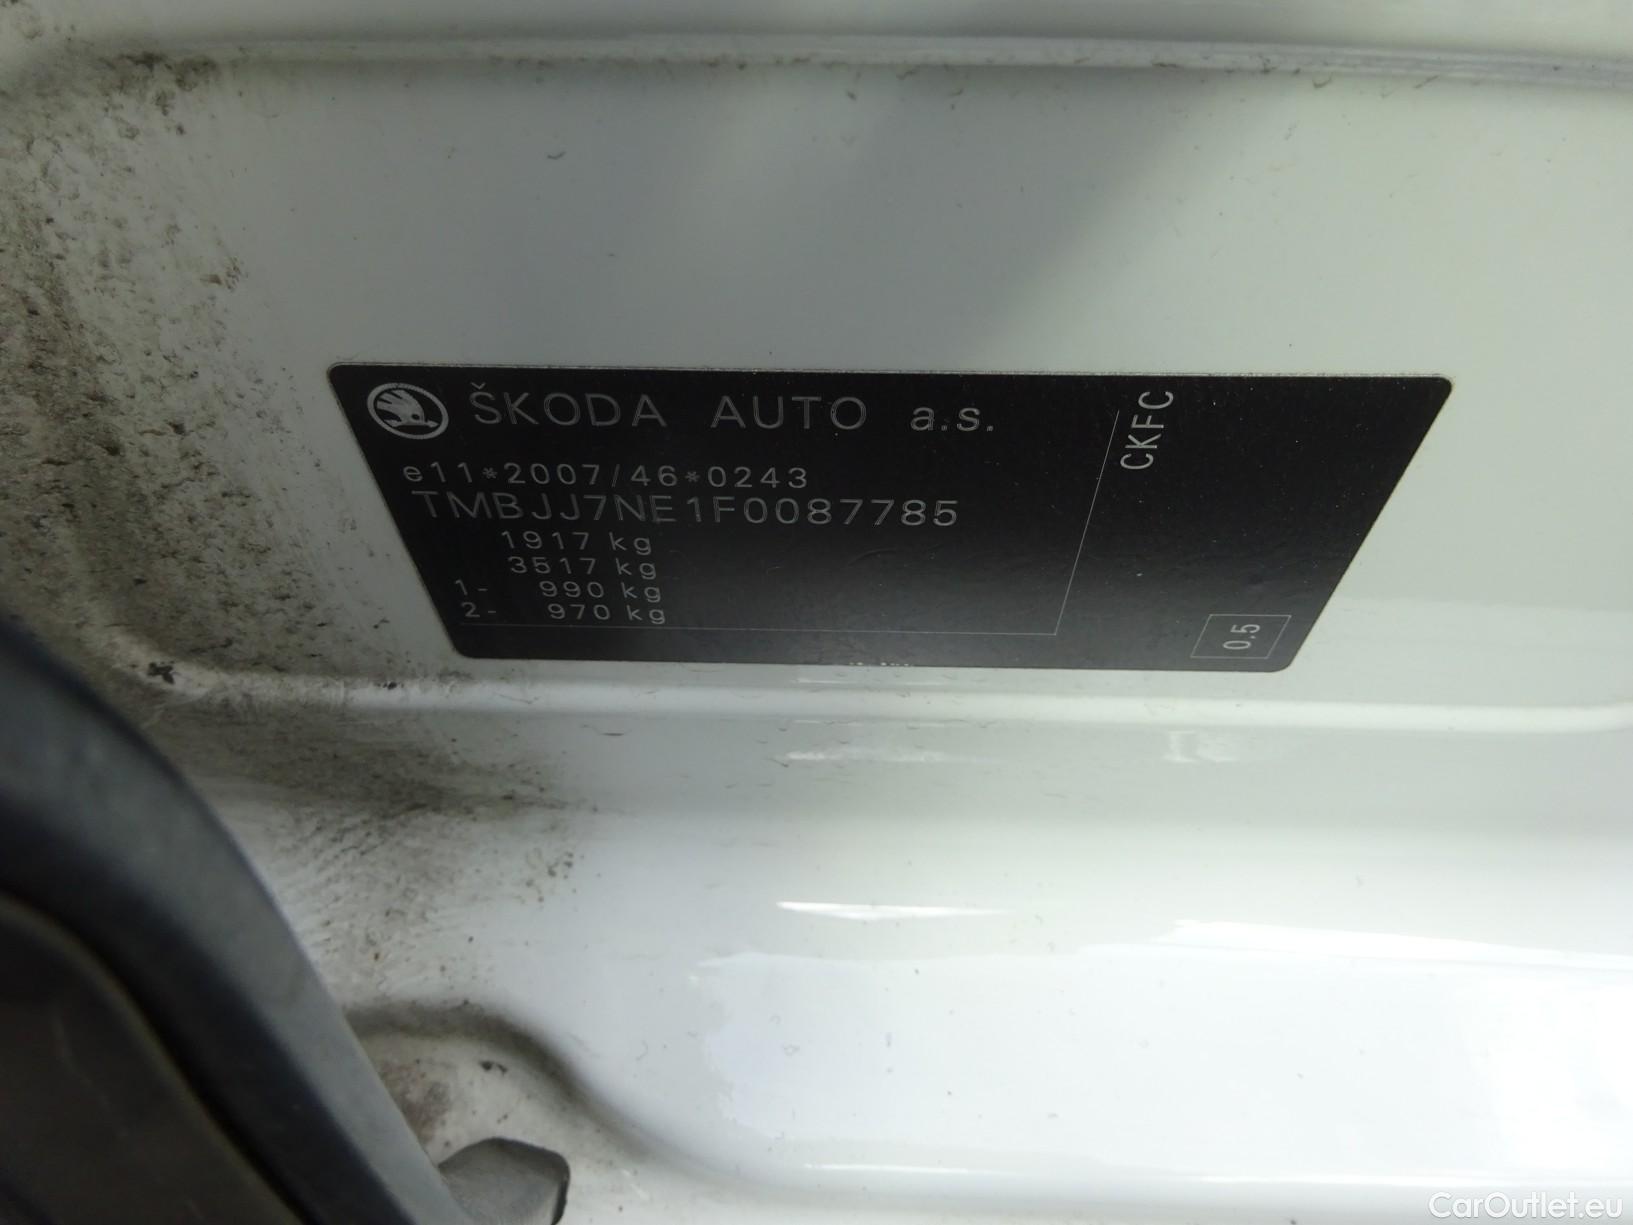 ŠKODA AUTO a.s.
e11*2007/46*0243
TMBJJ7NE1F0087785
1917 kg
3517 kg
1- 990 kg
2- 970 kg
CKFC
0.5
CarOutlet.eu